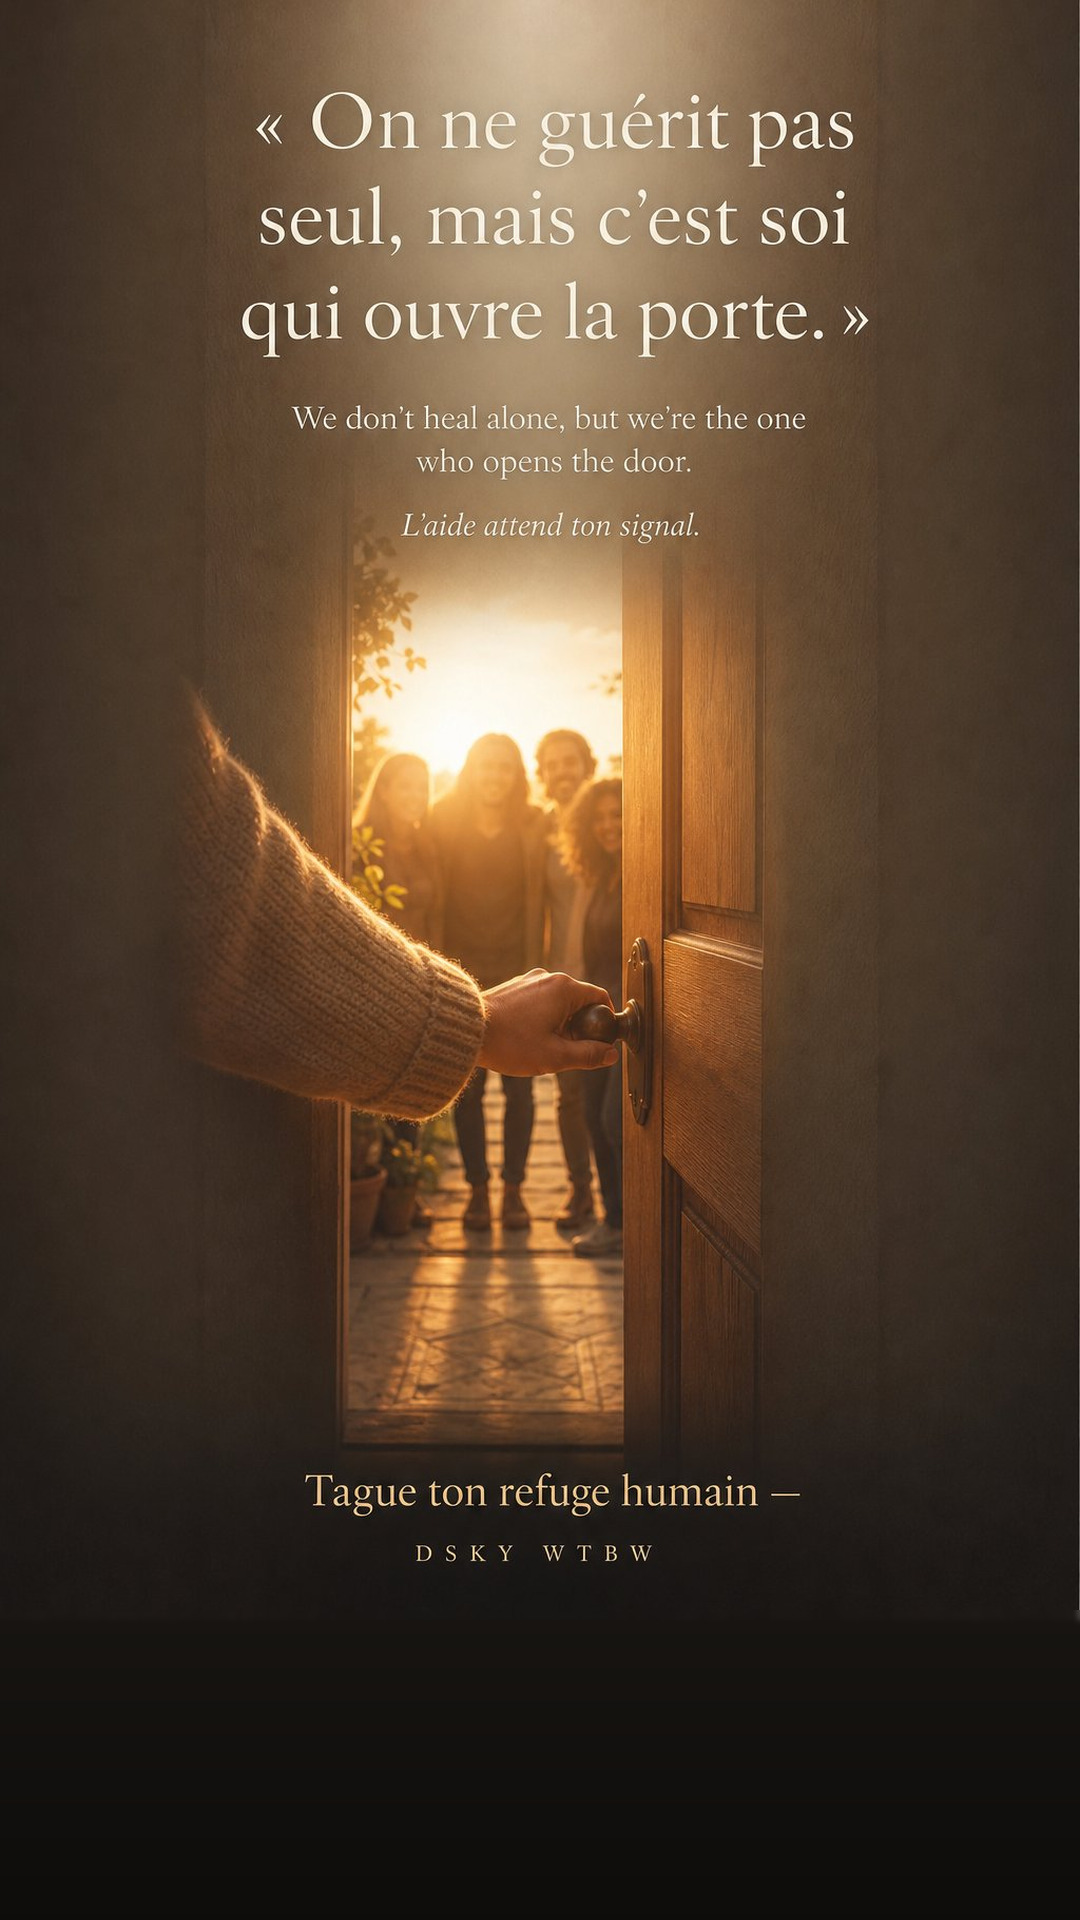 « On ne guérit pas
seul, mais c’est soi
qui ouvre la porte. »
We don’t heal alone, but we’re the one
who opens the door.
L’aide attend ton signal.
Tague ton refuge humain —
DSKY WTBW